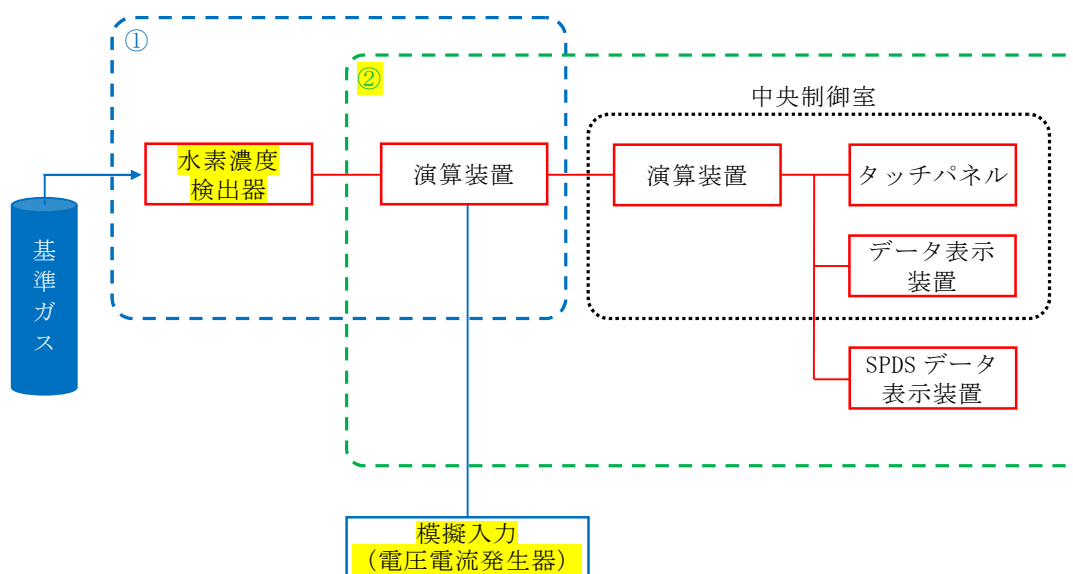 ①
②
中央制御室
水素濃度
検出器
演算装置
演算装置
タッチパネル
基準ガス
データ表示
装置
SPDS データ
表示装置
模擬入力
（電圧電流発生器）